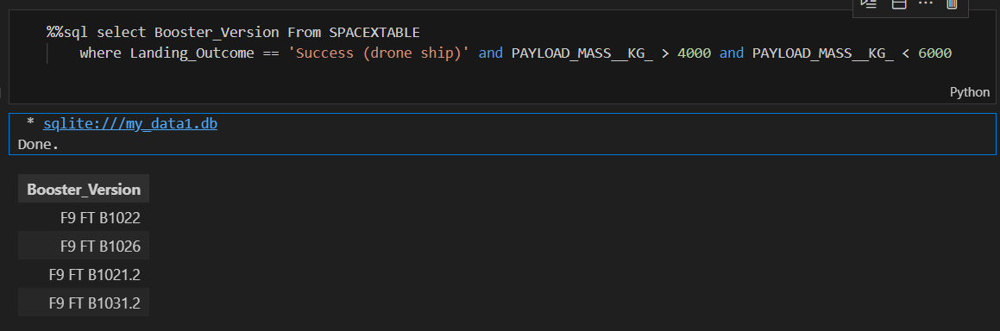 %%sql select Booster_Version From SPACEXTABLE
where Landing_Outcome == 'Success (drone ship)' and PAYLOAD_MASS__KG_ > 4000 and PAYLOAD_MASS__KG_ < 6000
Python
* sqlite:///my_data1.db
Done.
Booster_Version
F9 FT B1022
F9 FT B1026
F9 FT B1021.2
F9 FT B1031.2